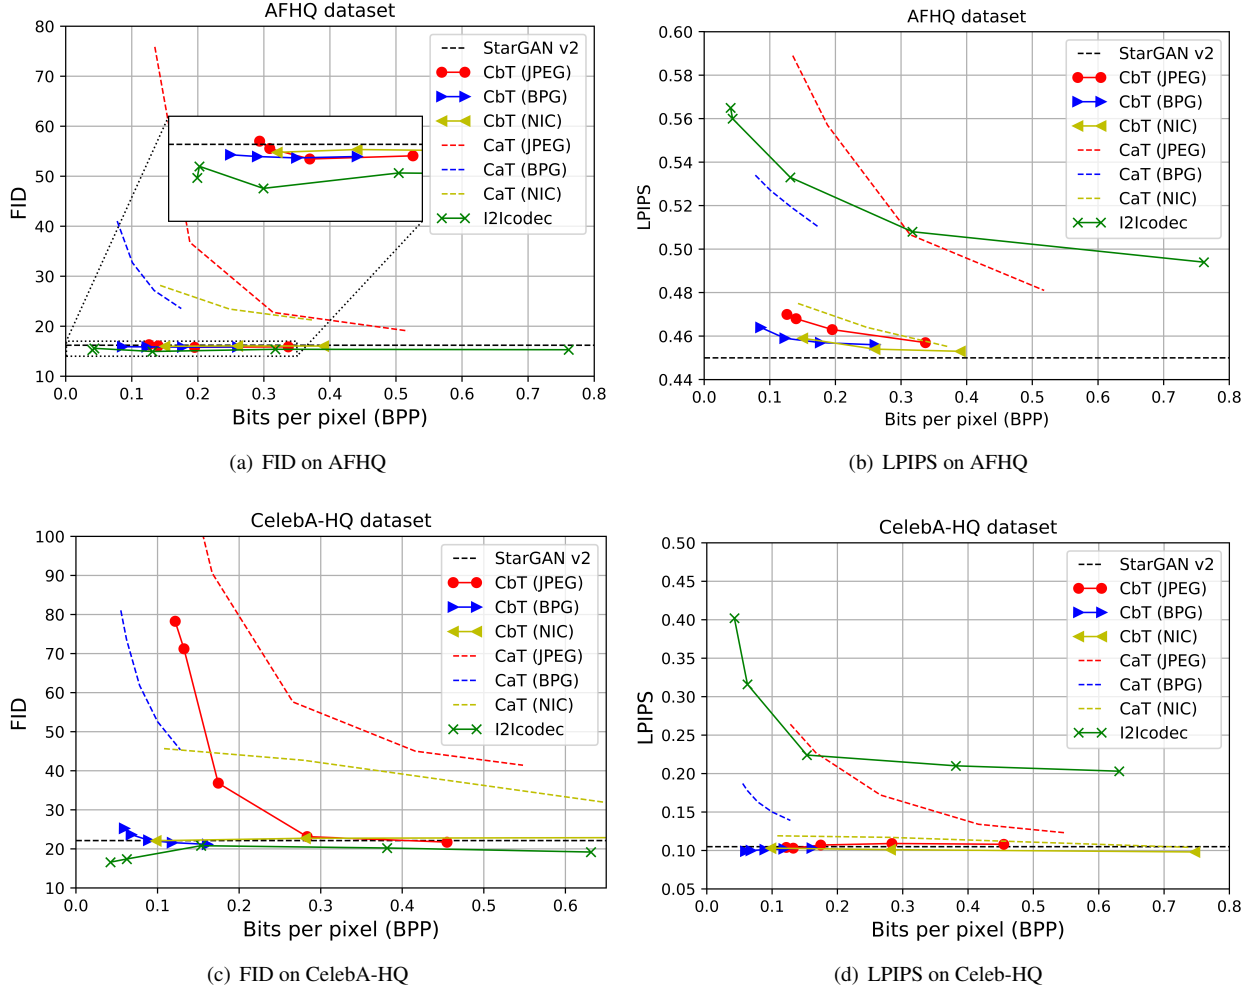 AFHQ dataset
80
70
60
50
40
30
20
10
FID
0.0 0.1 0.2 0.3 0.4 0.5 0.6 0.7 0.8
Bits per pixel (BPP)
StarGAN v2
CbT (JPEG)
CbT (BPG)
CbT (NIC)
CaT (JPEG)
CaT (BPG)
CaT (NIC)
I2Icodec
(a) FID on AFHQ
AFHQ dataset
0.60
0.58
0.56
0.54
0.52
0.50
0.48
0.46
0.44
LPIPS
0.0 0.1 0.2 0.3 0.4 0.5 0.6 0.7 0.8
Bits per pixel (BPP)
StarGAN v2
CbT (JPEG)
CbT (BPG)
CbT (NIC)
CaT (JPEG)
CaT (BPG)
CaT (NIC)
I2Icodec
(b) LPIPS on AFHQ
CelebA-HQ dataset
100
90
80
70
60
50
40
30
20
10
FID
0.0 0.1 0.2 0.3 0.4 0.5 0.6
Bits per pixel (BPP)
StarGAN v2
CbT (JPEG)
CbT (BPG)
CbT (NIC)
CaT (JPEG)
CaT (BPG)
CaT (NIC)
I2Icodec
(c) FID on CelebA-HQ
CelebA-HQ dataset
0.50
0.45
0.40
0.35
0.30
0.25
0.20
0.15
0.10
0.05
LPIPS
0.0 0.1 0.2 0.3 0.4 0.5 0.6 0.7 0.8
Bits per pixel (BPP)
StarGAN v2
CbT (JPEG)
CbT (BPG)
CbT (NIC)
CaT (JPEG)
CaT (BPG)
CaT (NIC)
I2Icodec
(d) LPIPS on Celeb-HQ